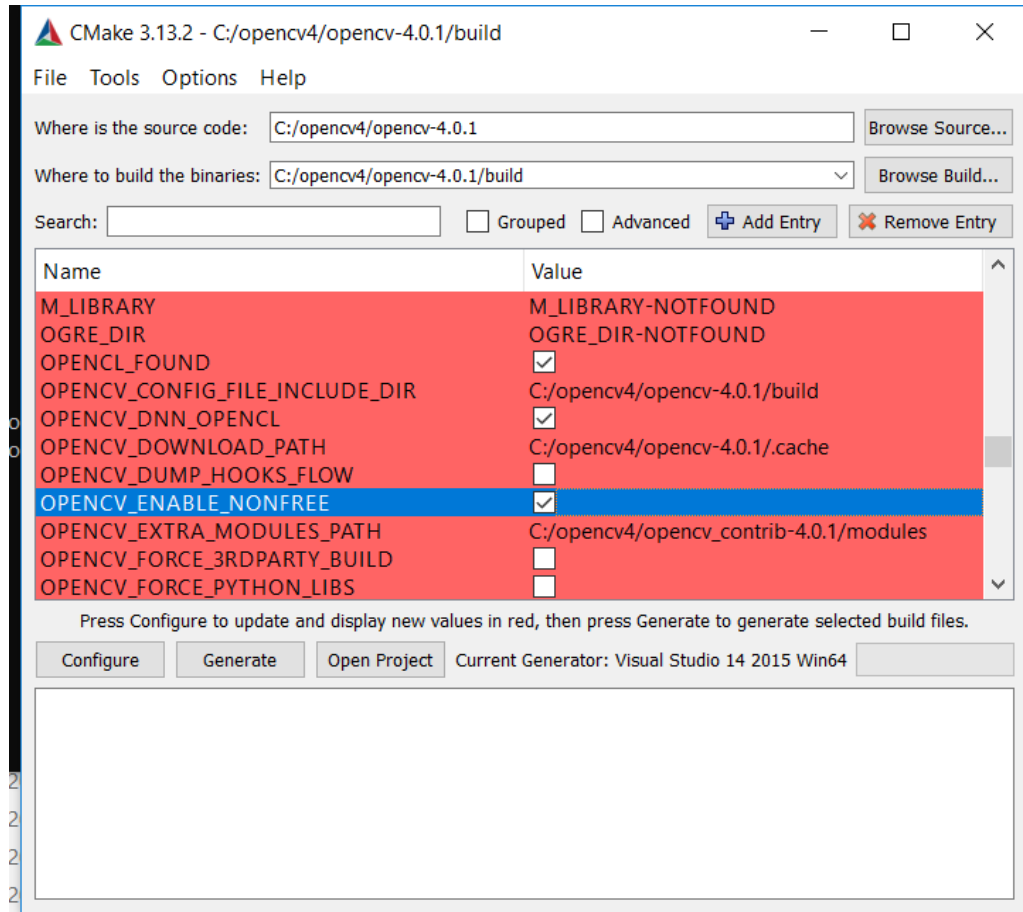 CMake 3.13.2 - C:/opencv4/opencv-4.0.1/build
File Tools Options Help
Where is the source code: C:/opencv4/opencv-4.0.1 Browse Source...
Where to build the binaries: C:/opencv4/opencv-4.0.1/build Browse Build...
Search: Grouped Advanced Add Entry Remove Entry
Name Value
M_LIBRARY M_LIBRARY-NOTFOUND
OGRE_DIR OGRE_DIR-NOTFOUND
OPENCL_FOUND
OPENCV_CONFIG_FILE_INCLUDE_DIR C:/opencv4/opencv-4.0.1/build
OPENCV_DNN_OPENCL
OPENCV_DOWNLOAD_PATH C:/opencv4/opencv-4.0.1/.cache
OPENCV_DUMP_HOOKS_FLOW
OPENCV_ENABLE_NONFREE
OPENCV_EXTRA_MODULES_PATH C:/opencv4/opencv_contrib-4.0.1/modules
OPENCV_FORCE_3RDPARTY_BUILD
OPENCV_FORCE_PYTHON_LIBS
Press Configure to update and display new values in red, then press Generate to generate selected build files.
Configure Generate Open Project Current Generator: Visual Studio 14 2015 Win64